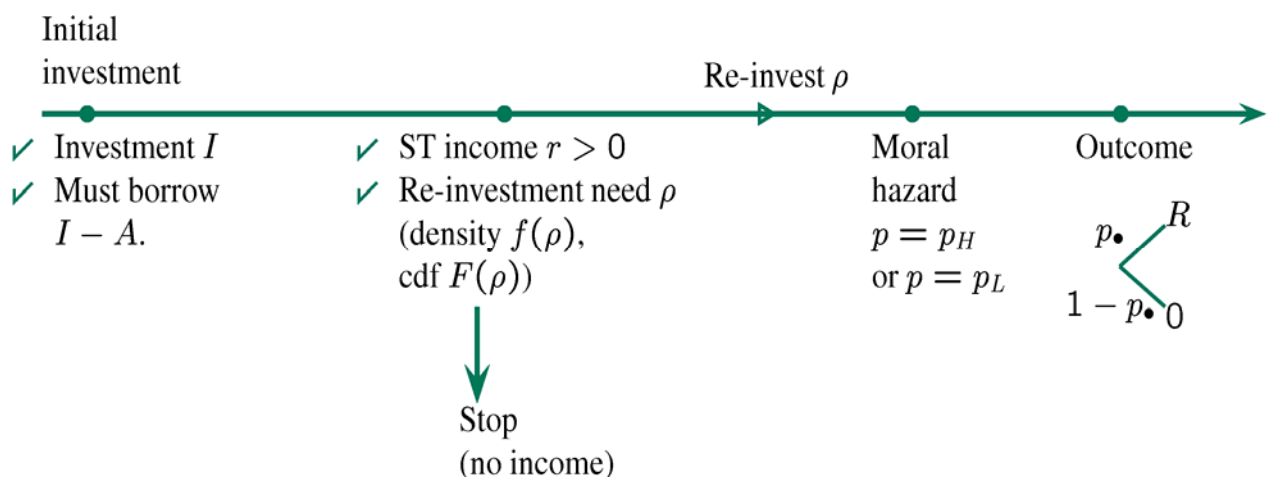 Initial
investment
Re-invest ρ
✓ Investment I
✓ Must borrow
I − A.
✓ ST income r > 0
✓ Re-investment need ρ
(density f(ρ),
cdf F(ρ))
Stop
(no income)
Moral
hazard
p = p_H
or p = p_L
Outcome
p• R
1 − p• 0